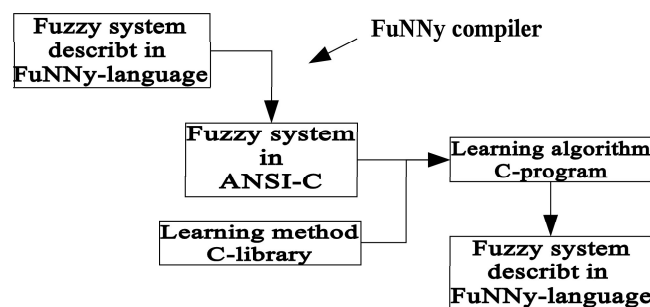 Fuzzy system
describt in
FuNNy-language
FuNNy compiler
Fuzzy system
in
ANSI-C
Learning algorithm
C-program
Learning method
C-library
Fuzzy system
describt in
FuNNy-language